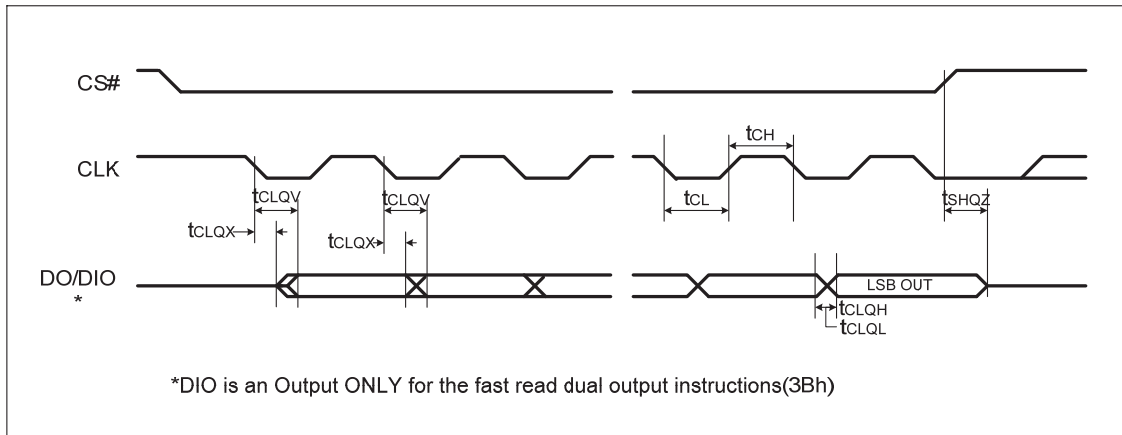 CS#
tCH
CLK
tCLQV
tCLQV
tCL
tSHQZ
tCLQX
tCLQX
DO/DIO
*
LSB OUT
tCLQH
tCLQL
*DIO is an Output ONLY for the fast read dual output instructions(3Bh)